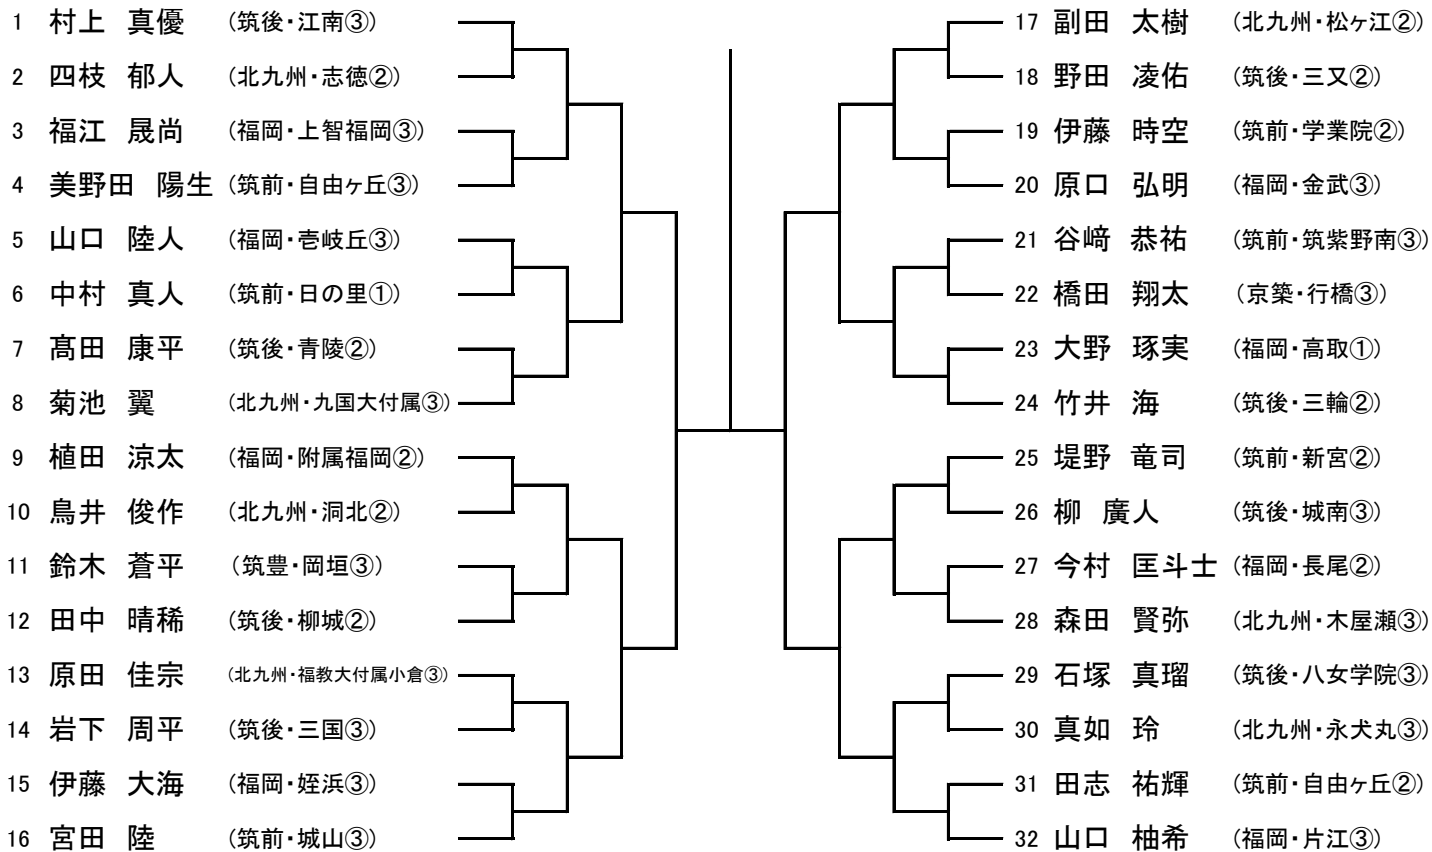 1 村上 真優 (筑後・江南③)
2 四枝 郁人 (北九州・志徳②)
3 福江 晟尚 (福岡・上智福岡③)
4 美野田 陽生 (筑前・自由ヶ丘③)
5 山口 陸人 (福岡・壱岐丘③)
6 中村 真人 (筑前・日の里①)
7 髙田 康平 (筑後・青陵②)
8 菊池 翼 (北九州・九国大付属③)
9 植田 涼太 (福岡・附属福岡②)
10 鳥井 俊作 (北九州・洞北②)
11 鈴木 蒼平 (筑豊・岡垣③)
12 田中 晴稀 (筑後・柳城②)
13 原田 佳宗 (北九州・福教大付属小倉③)
14 岩下 周平 (筑後・三国③)
15 伊藤 大海 (福岡・姪浜③)
16 宮田 陸 (筑前・城山③)
17 副田 太樹 (北九州・松ヶ江②)
18 野田 凌佑 (筑後・三又②)
19 伊藤 時空 (筑前・学業院②)
20 原口 弘明 (福岡・金武③)
21 谷﨑 恭祐 (筑前・筑紫野南③)
22 橋田 翔太 (京築・行橋③)
23 大野 琢実 (福岡・高取①)
24 竹井 海 (筑後・三輪②)
25 堤野 竜司 (筑前・新宮②)
26 柳 廣人 (筑後・城南③)
27 今村 匡斗士 (福岡・長尾②)
28 森田 賢弥 (北九州・木屋瀬③)
29 石塚 真瑠 (筑後・八女学院③)
30 真如 玲 (北九州・永犬丸③)
31 田志 祐輝 (筑前・自由ヶ丘②)
32 山口 柚希 (福岡・片江③)